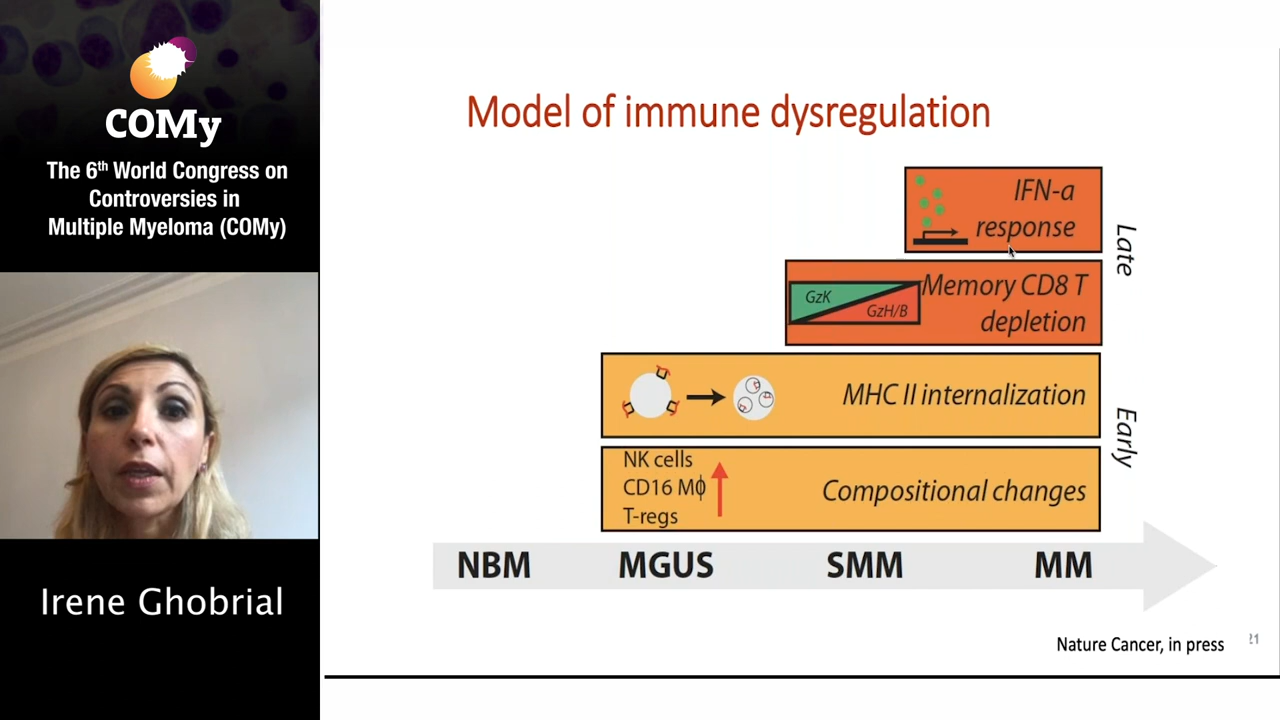 COMy
The 6th World Congress on
Controversies in
Multiple Myeloma (COMy)
Irene Ghobrial
Model of immune dysregulation
IFN-a
response
Late
GzK
GzH/B
Memory CD8 T
depletion
MHC II internalization
Early
NK cells
CD16 Mϕ
T-regs
Compositional changes
NBM MGUS SMM MM
Nature Cancer, in press
21